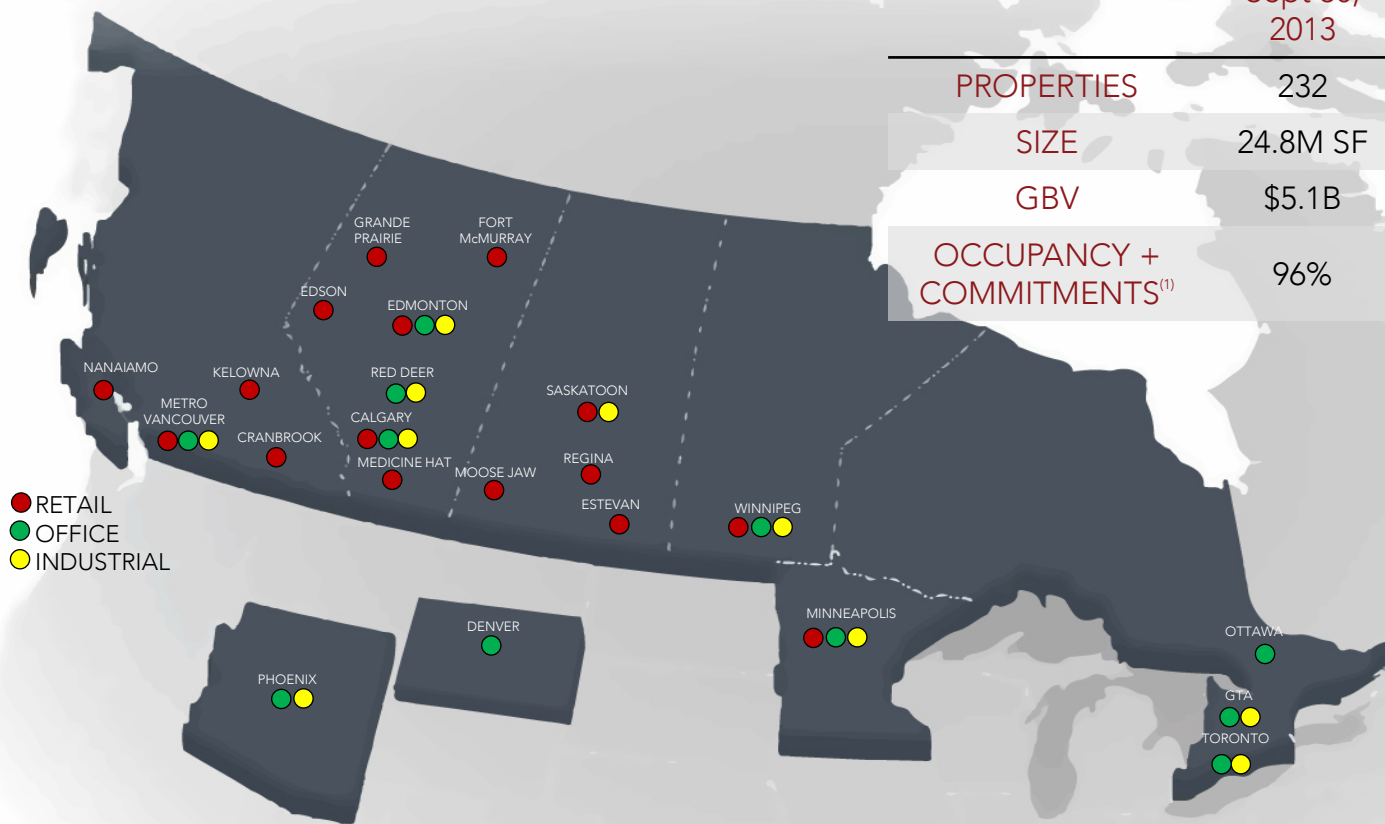 2013
PROPERTIES 232
SIZE 24.8M SF
GBV $5.1B
OCCUPANCY +
COMMITMENTS(1) 96%
GRANDE
PRAIRIE
FORT
McMURRAY
EDSON
EDMONTON
NANAIAMO
KELOWNA
RED DEER
SASKATOON
METRO
VANCOUVER
CALGARY
CRANBROOK
MEDICINE HAT
MOOSE JAW
REGINA
ESTEVAN
WINNIPEG
RETAIL
OFFICE
INDUSTRIAL
MINNEAPOLIS
DENVER
OTTAWA
PHOENIX
GTA
TORONTO